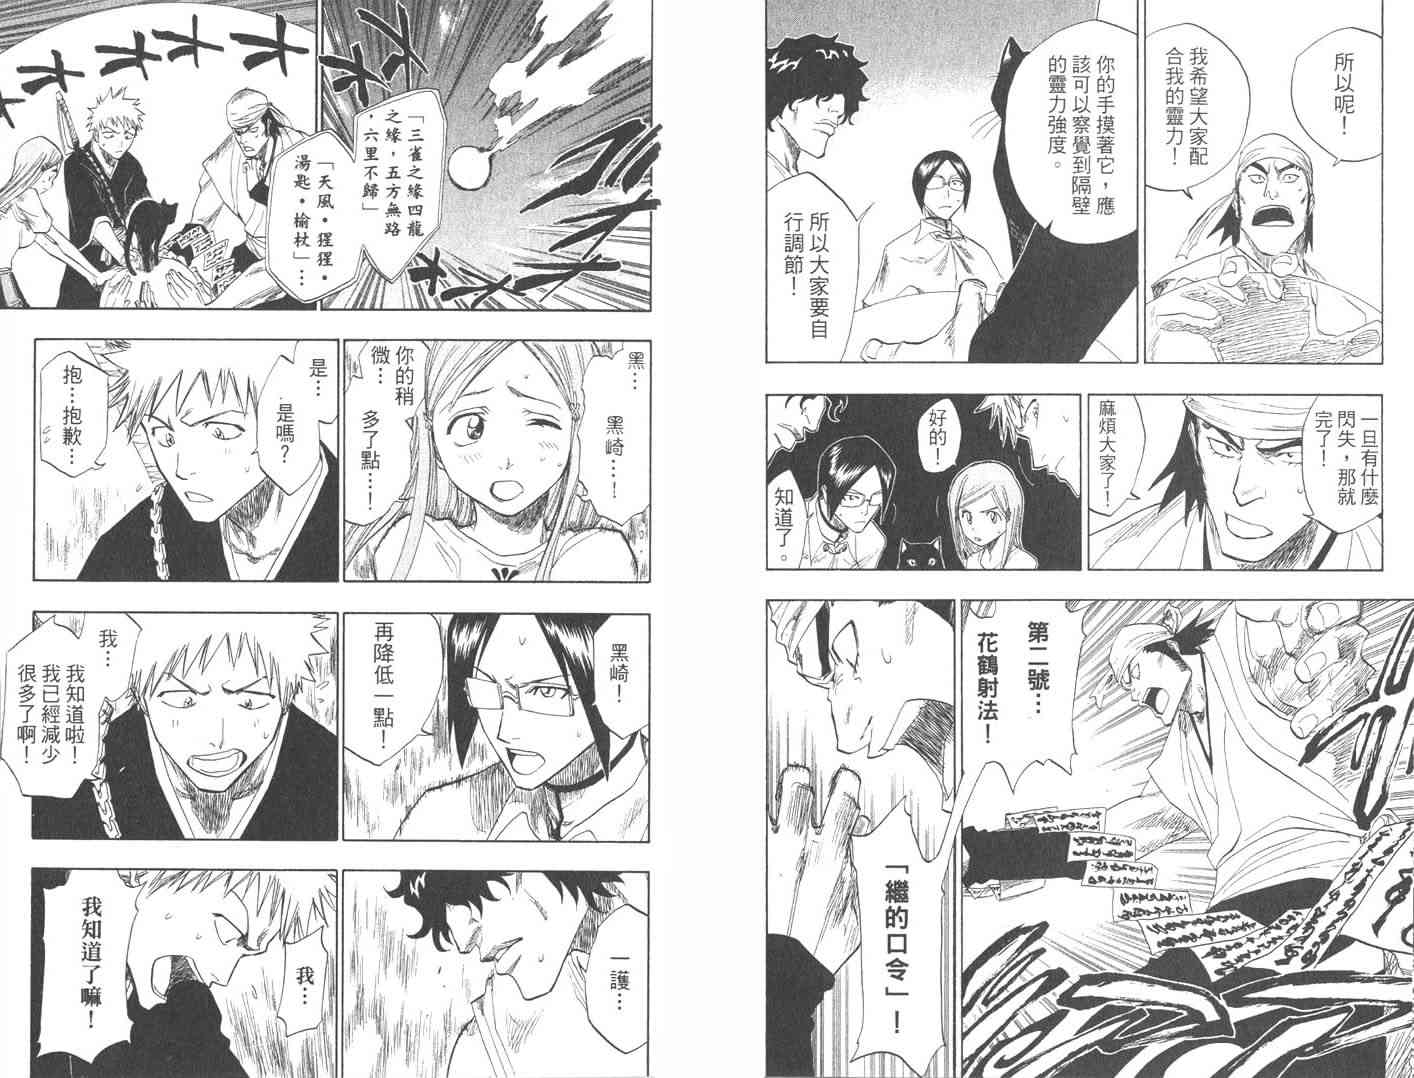 所以呢！
我希望大家配
合我的靈力！
你的手摸著它，應
該可以察覺到隔壁
的靈力強度。
所以大家要自
行調節！
一旦有什麼
閃失，那就
完了！
麻煩大家了！
好的！
知道了。
第二號…
花鶴射法！
「繼的口令」！
「三雀之緣四龍
之緣，五方無路
，六里不歸」
「天風•猩猩•
湯匙•榆杖」…
黑…
黑崎…！
你的稍
微…
多了點…！
是…
是嗎？
抱…抱歉…
黑崎！
再降低一點！
我…
我知道啦！
我已經減少
很多了啊！
一護…
我…
我知道了嘛！